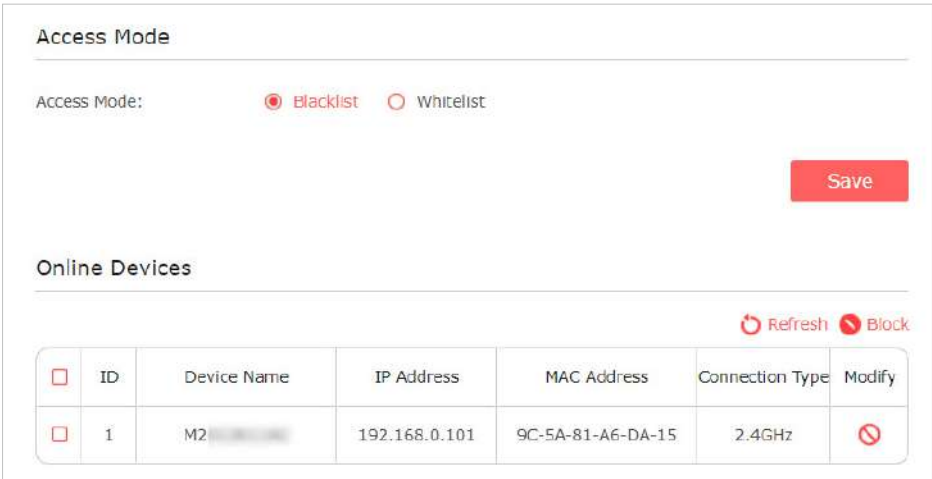 Access Mode
Access Mode: Blacklist Whitelist
Save
Online Devices
Refresh Block
ID Device Name IP Address MAC Address Connection Type Modify
1 M2 192.168.0.101 9C-5A-81-A6-DA-15 2.4GHz